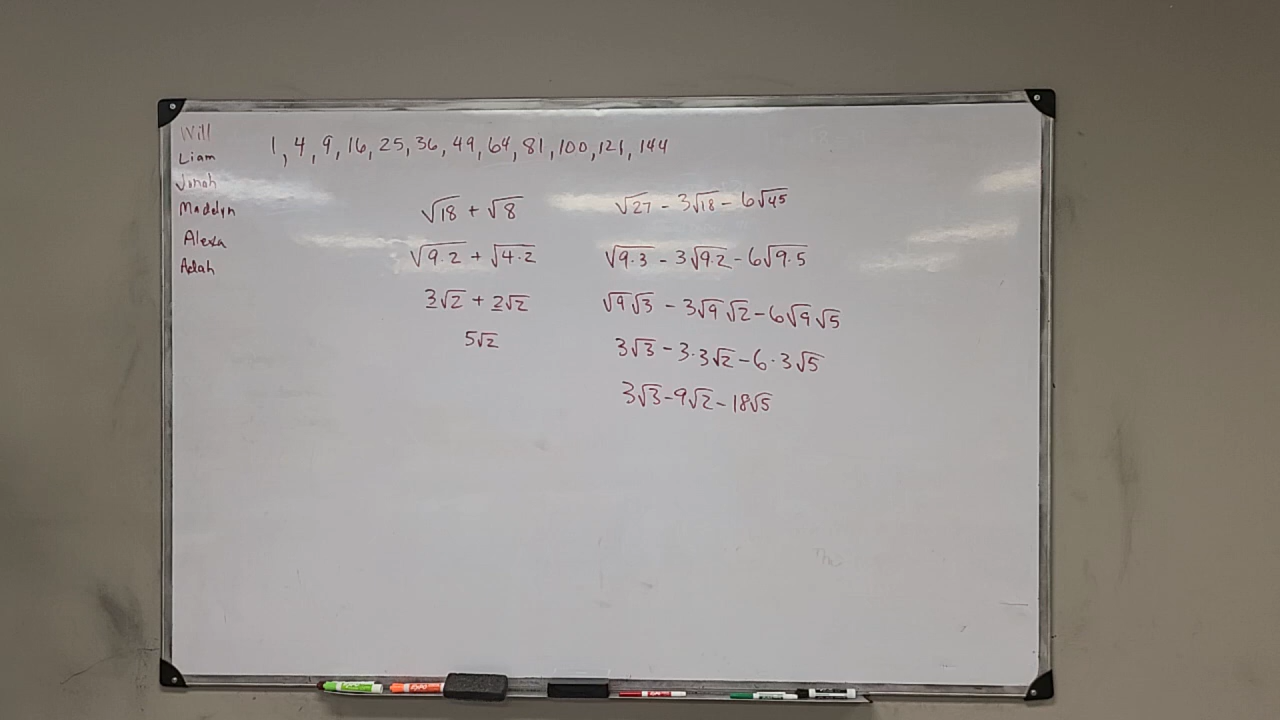 Will
Liam
Jonah
Madelyn
Alexa
Adah
1, 4, 9, 16, 25, 36, 49, 64, 81, 100, 121, 144
√18 + √8
√9·2 + √4·2
3√2 + 2√2
5√2
√27 - 3√18 - 6√45
√9·3 - 3√9·2 - 6√9·5
√9√3 - 3√9√2 - 6√9√5
3√3 - 3·3√2 - 6·3√5
3√3 - 9√2 - 18√5